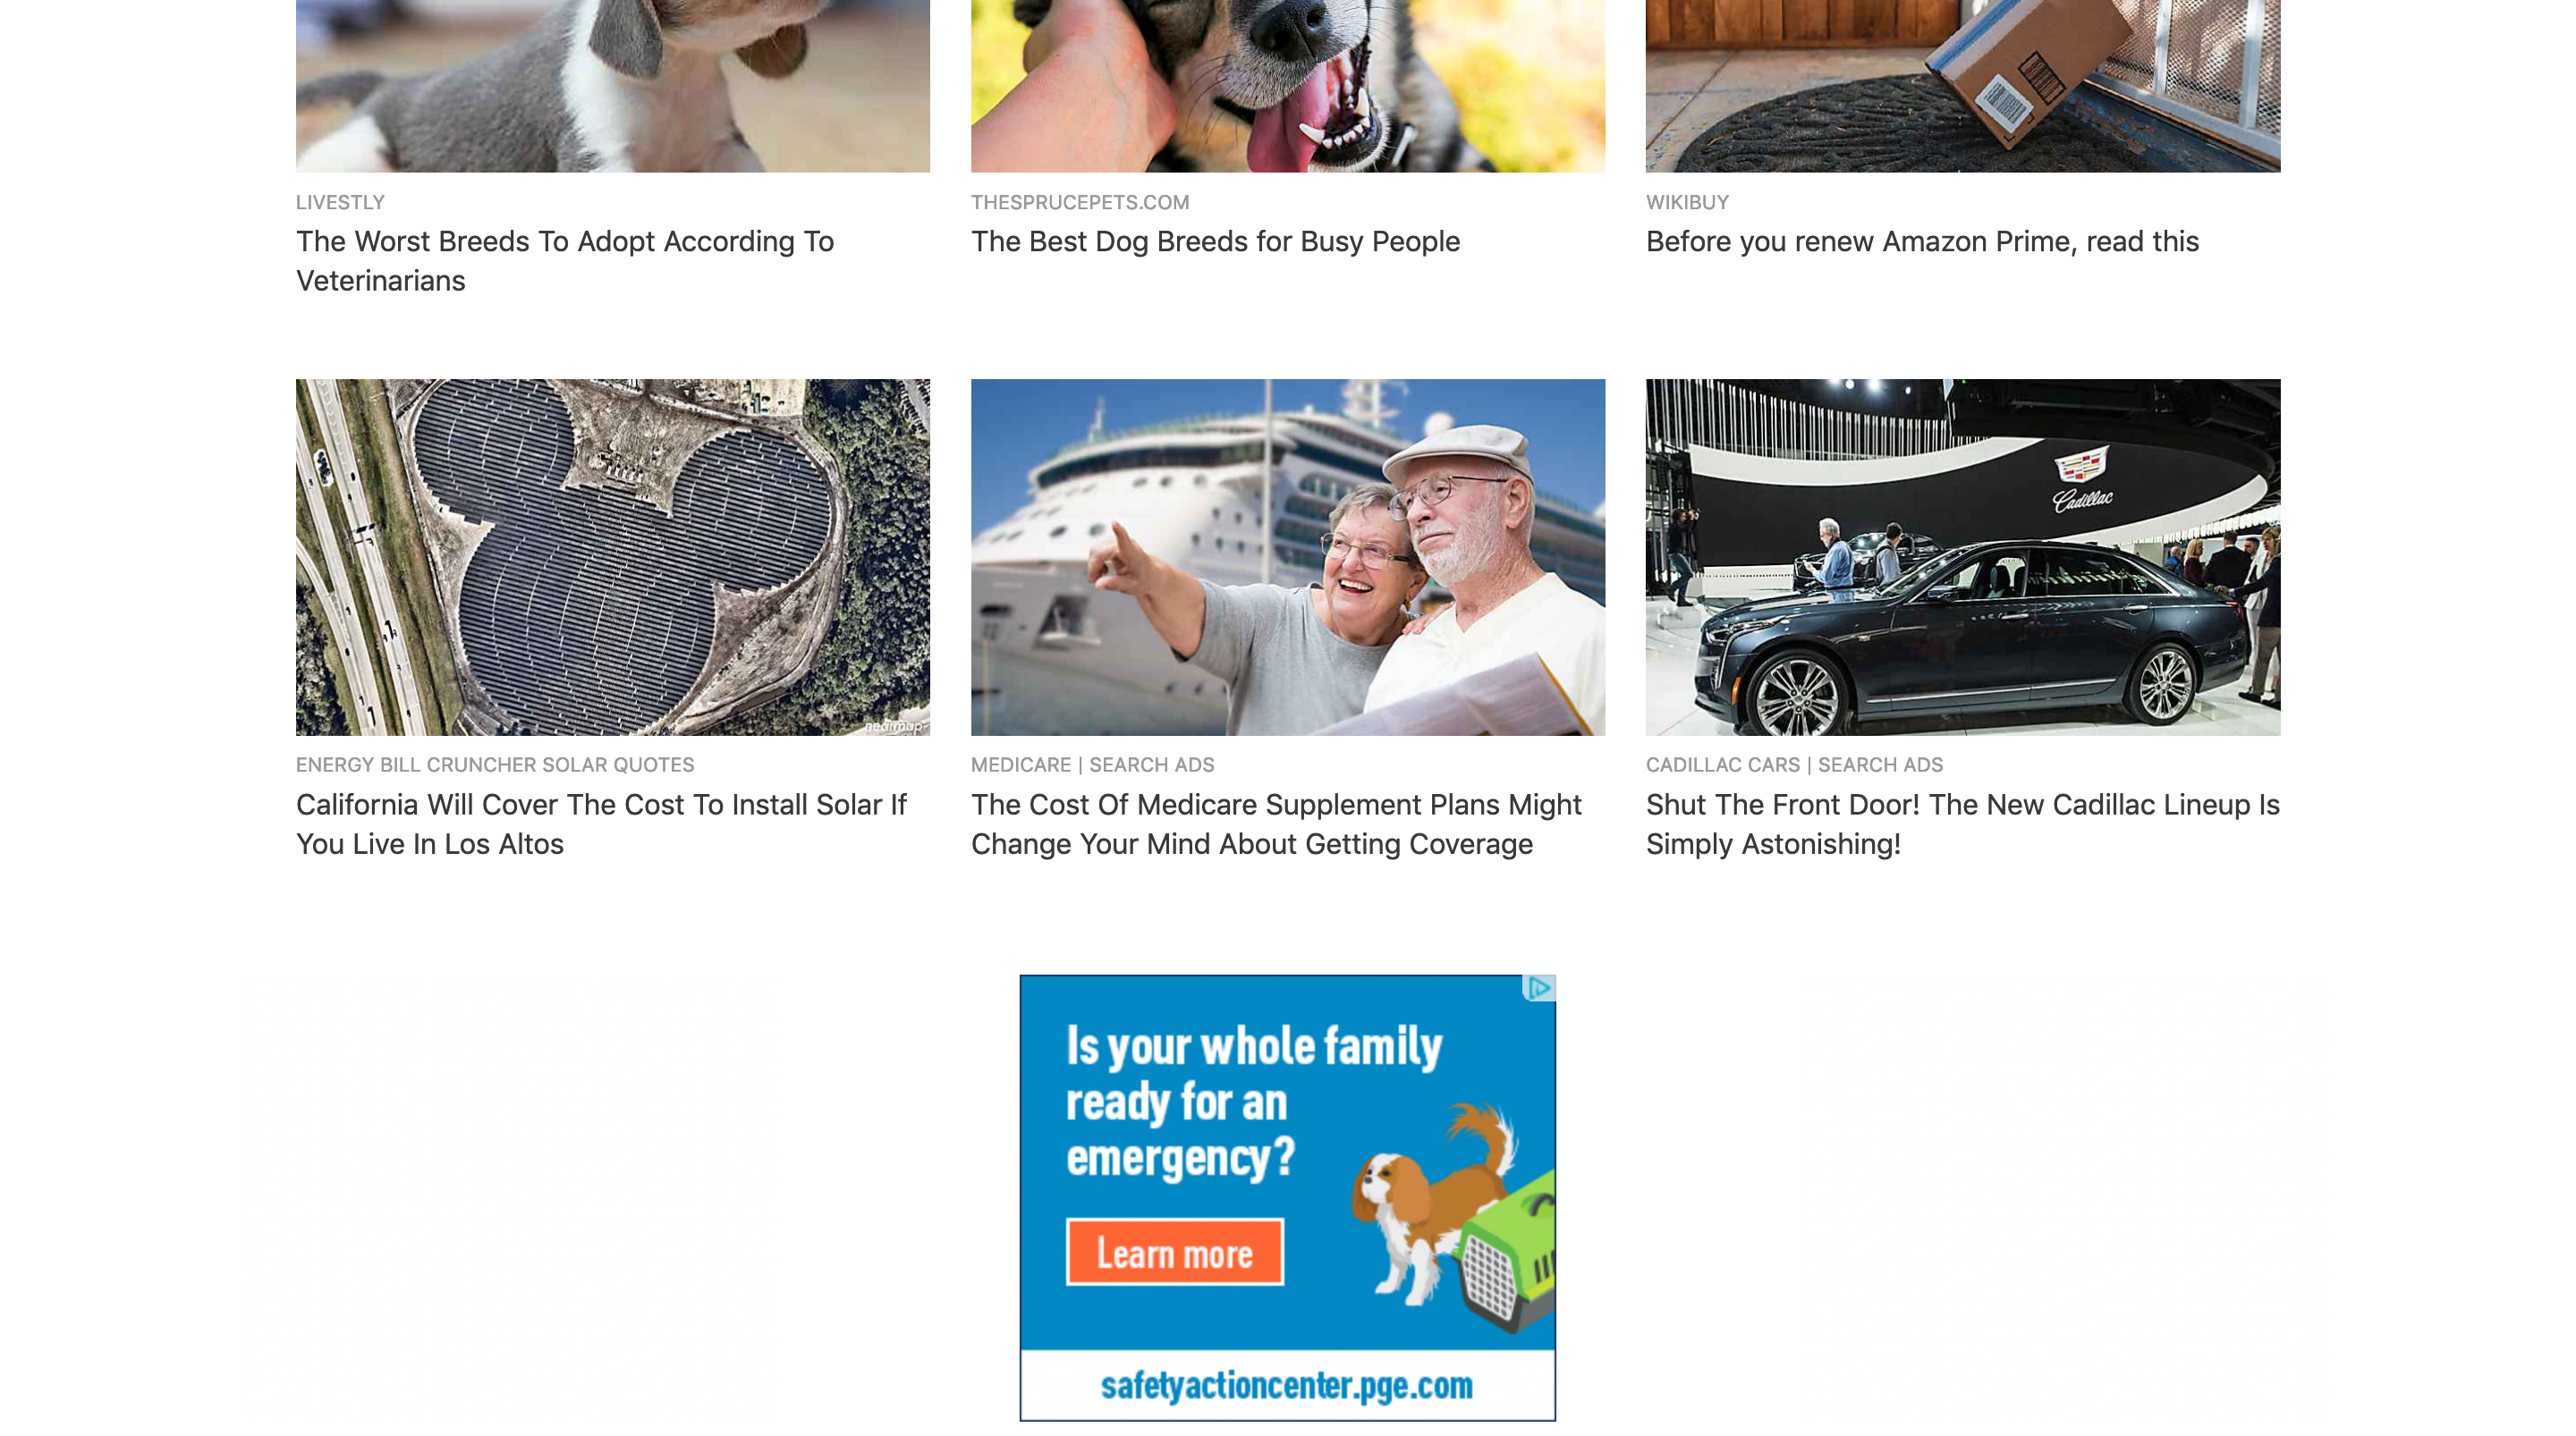 LIVESTLY
The Worst Breeds To Adopt According To
Veterinarians
THESPRUCEPETS.COM
The Best Dog Breeds for Busy People
WIKIBUY
Before you renew Amazon Prime, read this
nearmap
ENERGY BILL CRUNCHER SOLAR QUOTES
California Will Cover The Cost To Install Solar If
You Live In Los Altos
MEDICARE | SEARCH ADS
The Cost Of Medicare Supplement Plans Might
Change Your Mind About Getting Coverage
Cadillac
CADILLAC CARS | SEARCH ADS
Shut The Front Door! The New Cadillac Lineup Is
Simply Astonishing!
Is your whole family
ready for an
emergency?
Learn more
safetyactioncenter.pge.com